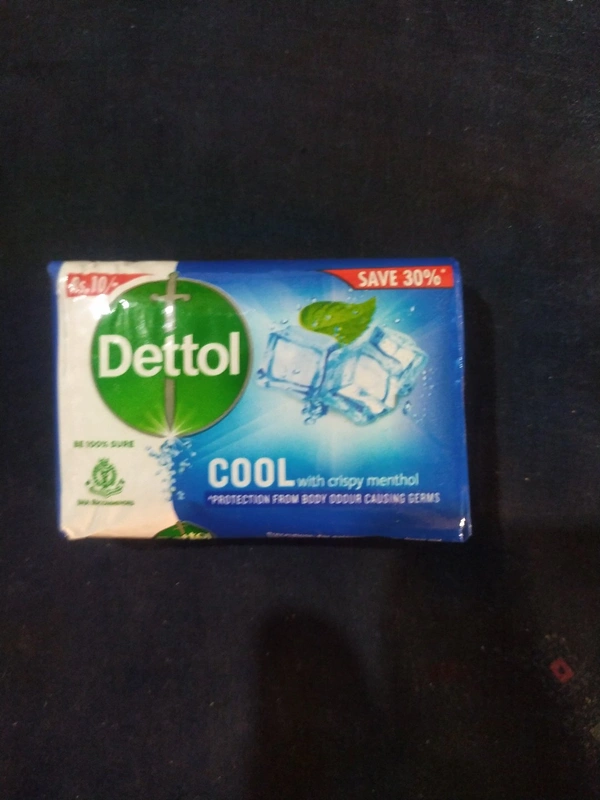 Rs.10/-
SAVE 30%*
Dettol
BE 100% SURE
COOL with crispy menthol
*PROTECTION FROM BODY ODOUR CAUSING GERMS